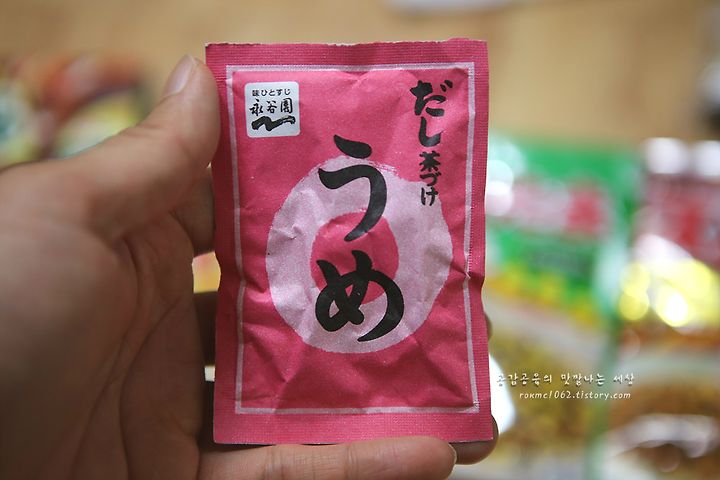 味ひとすじ
永谷園
だし茶づけ
うめ
공감공유의 맛깔나는 세상
rokmc1062.tistory.com